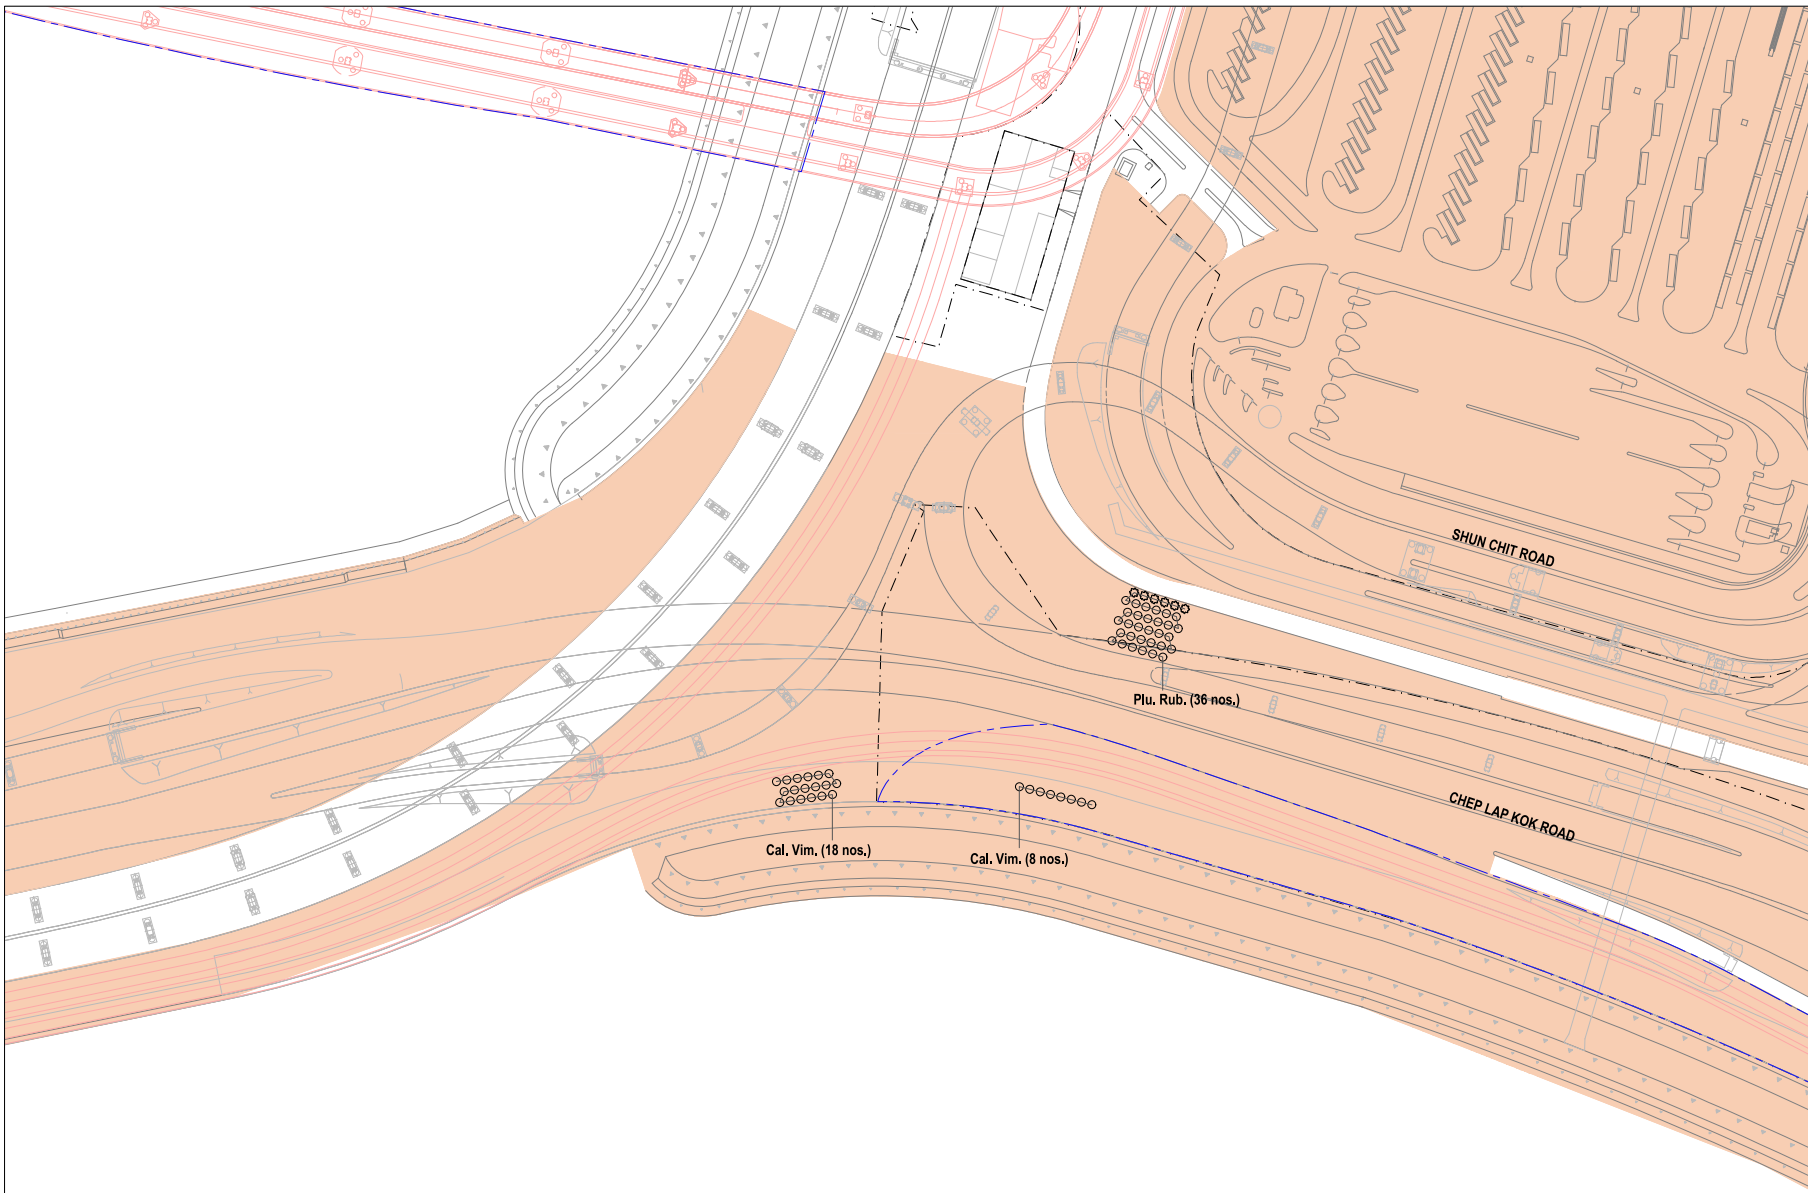 SHUN CHIT ROAD
Plu. Rub. (36 nos.)
CHEP LAP KOK ROAD
Cal. Vim. (18 nos.)
Cal. Vim. (8 nos.)